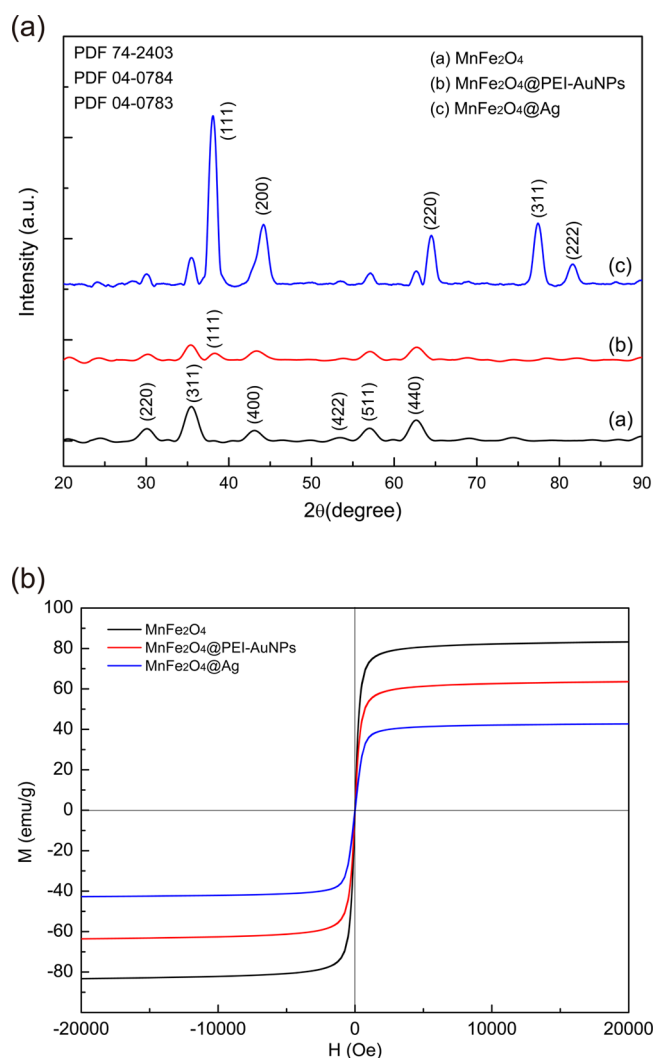 (a)
PDF 74-2403
PDF 04-0784
PDF 04-0783
(a) MnFe₂O₄
(b) MnFe₂O₄@PEI-AuNPs
(c) MnFe₂O₄@Ag
(111)
(200)
(220)
(311)
(222)
(c)
(111)
(b)
(220)
(311)
(400)
(422)
(511)
(440)
(a)
Intensity (a.u.)
20 30 40 50 60 70 80 90
2θ(degree)
(b)
MnFe₂O₄
MnFe₂O₄@PEI-AuNPs
MnFe₂O₄@Ag
100
80
60
40
20
0
-20
-40
-60
-80
M (emu/g)
-20000 -10000 0 10000 20000
H (Oe)